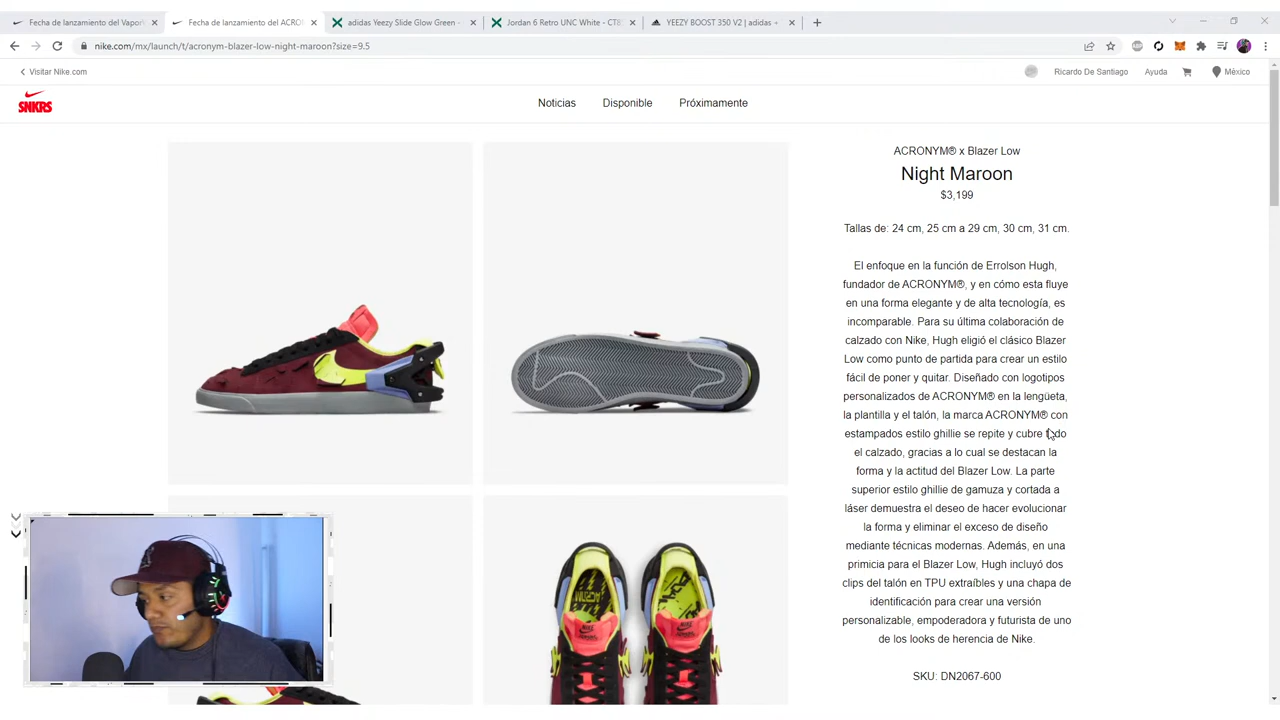 Fecha de lanzamiento del Vapor
Fecha de lanzamiento del ACRO
adidas Yeezy Slide Glow Green -
Jordan 6 Retro UNC White - CT8
YEEZY BOOST 350 V2 | adidas
nike.com/mx/launch/t/acronym-blazer-low-night-maroon?size=9.5
Visitar Nike.com
Ricardo De Santiago
Ayuda
México
SNKRS
Noticias
Disponible
Próximamente
ACRONYM® x Blazer Low
Night Maroon
$3,199
Tallas de: 24 cm, 25 cm a 29 cm, 30 cm, 31 cm.
El enfoque en la función de Errolson Hugh,
fundador de ACRONYM®, y en cómo esta fluye
en una forma elegante y de alta tecnología, es
incomparable. Para su última colaboración de
calzado con Nike, Hugh eligió el clásico Blazer
Low como punto de partida para crear un estilo
fácil de poner y quitar. Diseñado con logotipos
personalizados de ACRONYM® en la lengüeta,
la plantilla y el talón, la marca ACRONYM® con
estampados estilo ghillie se repite y cubre todo
el calzado, gracias a lo cual se destacan la
forma y la actitud del Blazer Low. La parte
superior estilo ghillie de gamuza y cortada a
láser demuestra el deseo de hacer evolucionar
la forma y eliminar el exceso de diseño
mediante técnicas modernas. Además, en una
primicia para el Blazer Low, Hugh incluyó dos
clips del talón en TPU extraíbles y una chapa de
identificación para crear una versión
personalizable, empoderadora y futurista de uno
de los looks de herencia de Nike.
SKU: DN2067-600